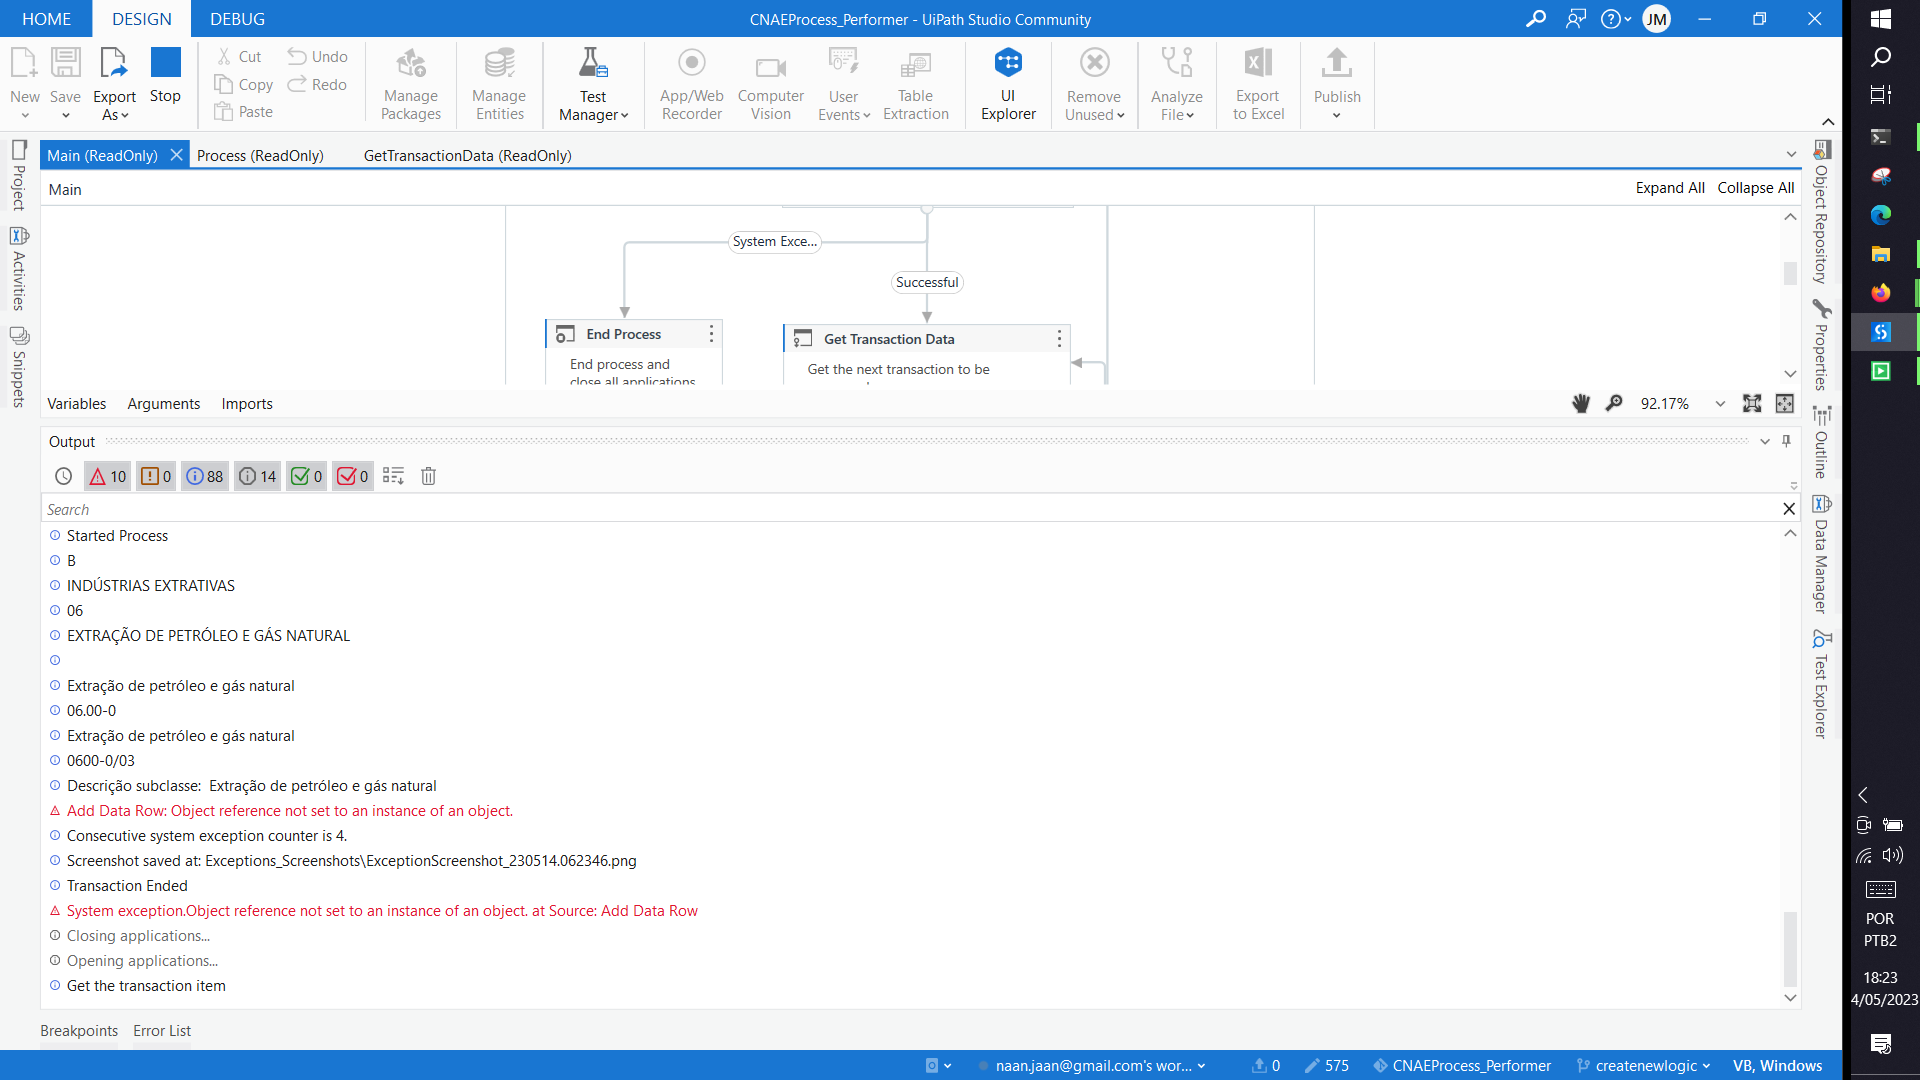 HOME DESIGN DEBUG CNAEProcess_Performer - UiPath Studio Community JM
New Save Export As Stop Cut Copy Paste Undo Redo Manage Packages Manage Entities Test Manager App/Web Recorder Computer Vision User Events Table Extraction UI Explorer Remove Unused Analyze File Export to Excel Publish
Main (ReadOnly) Process (ReadOnly) GetTransactionData (ReadOnly)
Main Expand All Collapse All
Project
Activities
Snippets
System Exce...
Successful
End Process
End process and
close all applications
Get Transaction Data
Get the next transaction to be
Variables Arguments Imports 92.17%
Output
10 0 88 14 0 0
Search
Started Process
B
INDÚSTRIAS EXTRATIVAS
06
EXTRAÇÃO DE PETRÓLEO E GÁS NATURAL
Extração de petróleo e gás natural
06.00-0
Extração de petróleo e gás natural
0600-0/03
Descrição subclasse:  Extração de petróleo e gás natural
Add Data Row: Object reference not set to an instance of an object.
Consecutive system exception counter is 4.
Screenshot saved at: Exceptions_Screenshots\ExceptionScreenshot_230514.062346.png
Transaction Ended
System exception.Object reference not set to an instance of an object. at Source: Add Data Row
Closing applications...
Opening applications...
Get the transaction item
Breakpoints Error List
Object Repository
Properties
Outline
Data Manager
Test Explorer
naan.jaan@gmail.com's wor... 0 575 CNAEProcess_Performer createnewlogic VB, Windows
POR
PTB2
18:23
4/05/2023